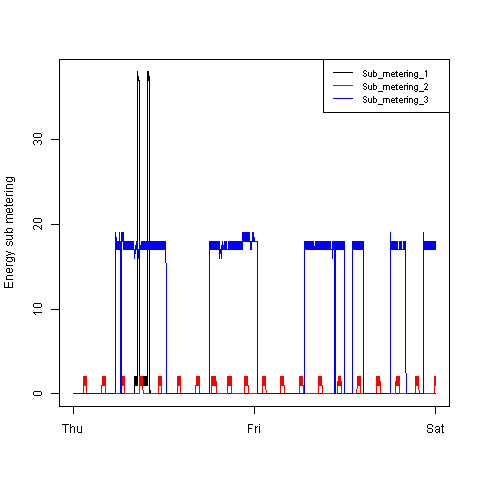 Sub_metering_1
Sub_metering_2
Sub_metering_3
Energy sub metering
30
20
10
0
Thu
Fri
Sat